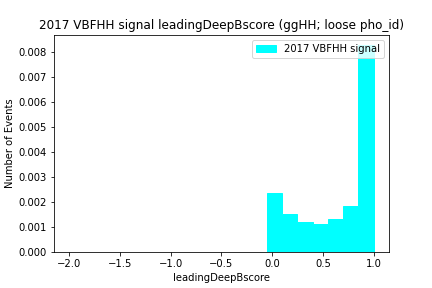 2017 VBFHH signal leadingDeepBscore (ggHH; loose pho_id)
2017 VBFHH signal
0.008
0.007
0.006
0.005
0.004
0.003
0.002
0.001
0.000
Number of Events
−2.0 −1.5 −1.0 −0.5 0.0 0.5 1.0
leadingDeepBscore